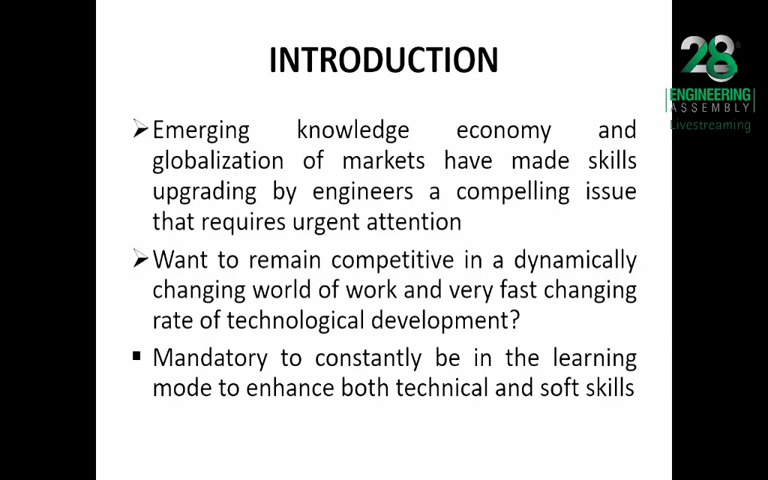 INTRODUCTION
28
ENGINEERING
ASSEMBLY
Livestreaming
Emerging knowledge economy and
globalization of markets have made skills
upgrading by engineers a compelling issue
that requires urgent attention
Want to remain competitive in a dynamically
changing world of work and very fast changing
rate of technological development?
Mandatory to constantly be in the learning
mode to enhance both technical and soft skills